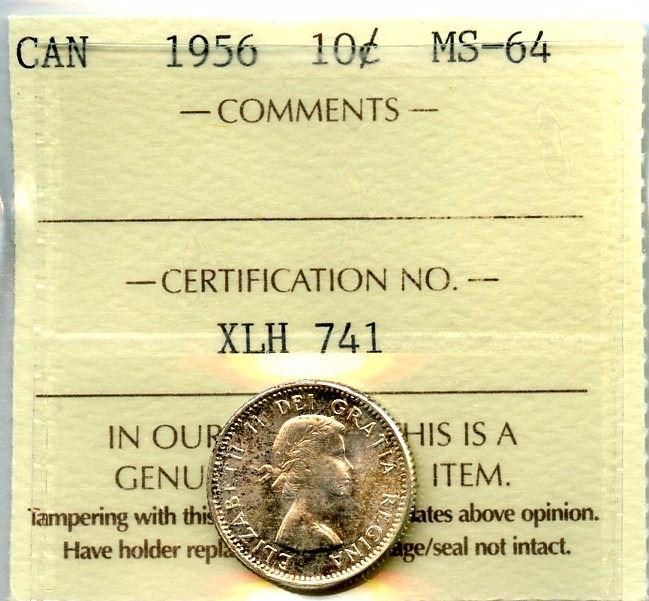 CAN 1956 10¢ MS-64
— COMMENTS —
— CERTIFICATION NO. —
XLH 741
IN OUR HIS IS A
GENU ITEM.
Tampering with this ates above opinion.
Have holder repla age/seal not intact.
ELIZABETH II DEI GRATIA REGINA